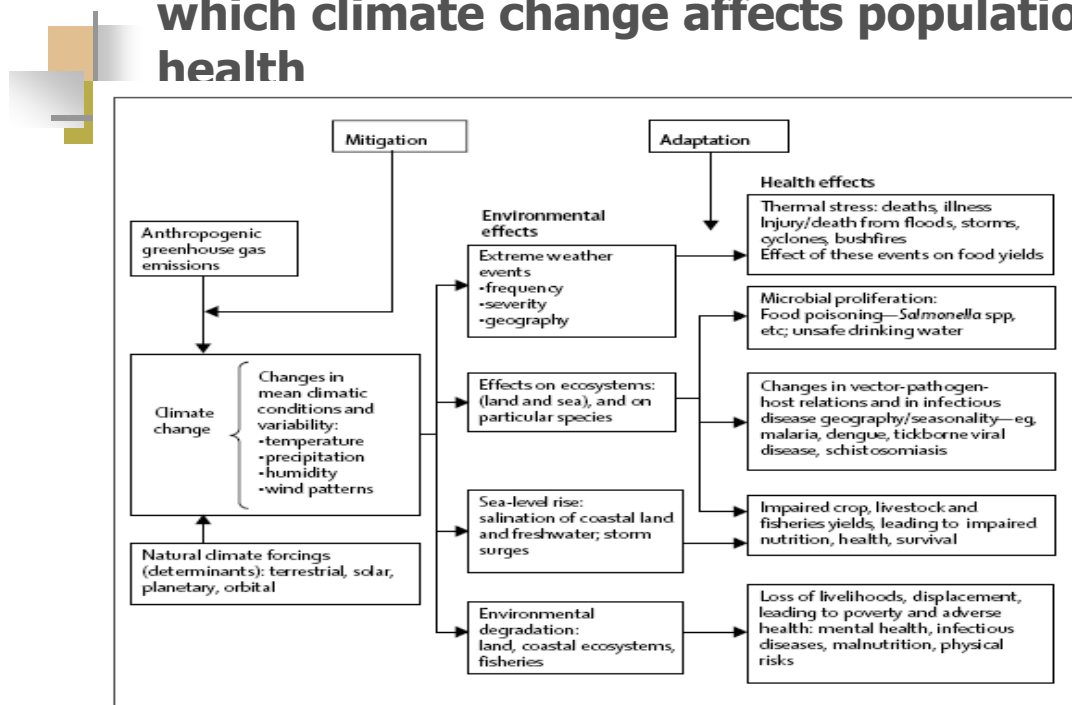 which climate change affects populatio
health
Mitigation
Adaptation
Health effects
Thermal stress: deaths, illness
Injury/death from floods, storms,
cyclones, bushfires
Effect of these events on food yields
Environmental
effects
Anthropogenic
greenhouse gas
emissions
Extreme weather
events
•frequency
•severity
•geography
Microbial proliferation:
Food poisoning—Salmonella spp,
etc; unsafe drinking water
Climate
change
Changes in
mean climatic
conditions and
variability:
•temperature
•precipitation
•humidity
•wind patterns
Effects on ecosystems:
(land and sea), and on
particular species
Changes in vector-pathogen-
host relations and in infectious
disease geography/seasonality—eg,
malaria, dengue, tickborne viral
disease, schistosomiasis
Sea-level rise:
salination of coastal land
and freshwater; storm
surges
Impaired crop, livestock and
fisheries yields, leading to impaired
nutrition, health, survival
Natural climate forcings
(determinants): terrestrial, solar,
planetary, orbital
Environmental
degradation:
land, coastal ecosystems,
fisheries
Loss of livelihoods, displacement,
leading to poverty and adverse
health: mental health, infectious
diseases, malnutrition, physical
risks